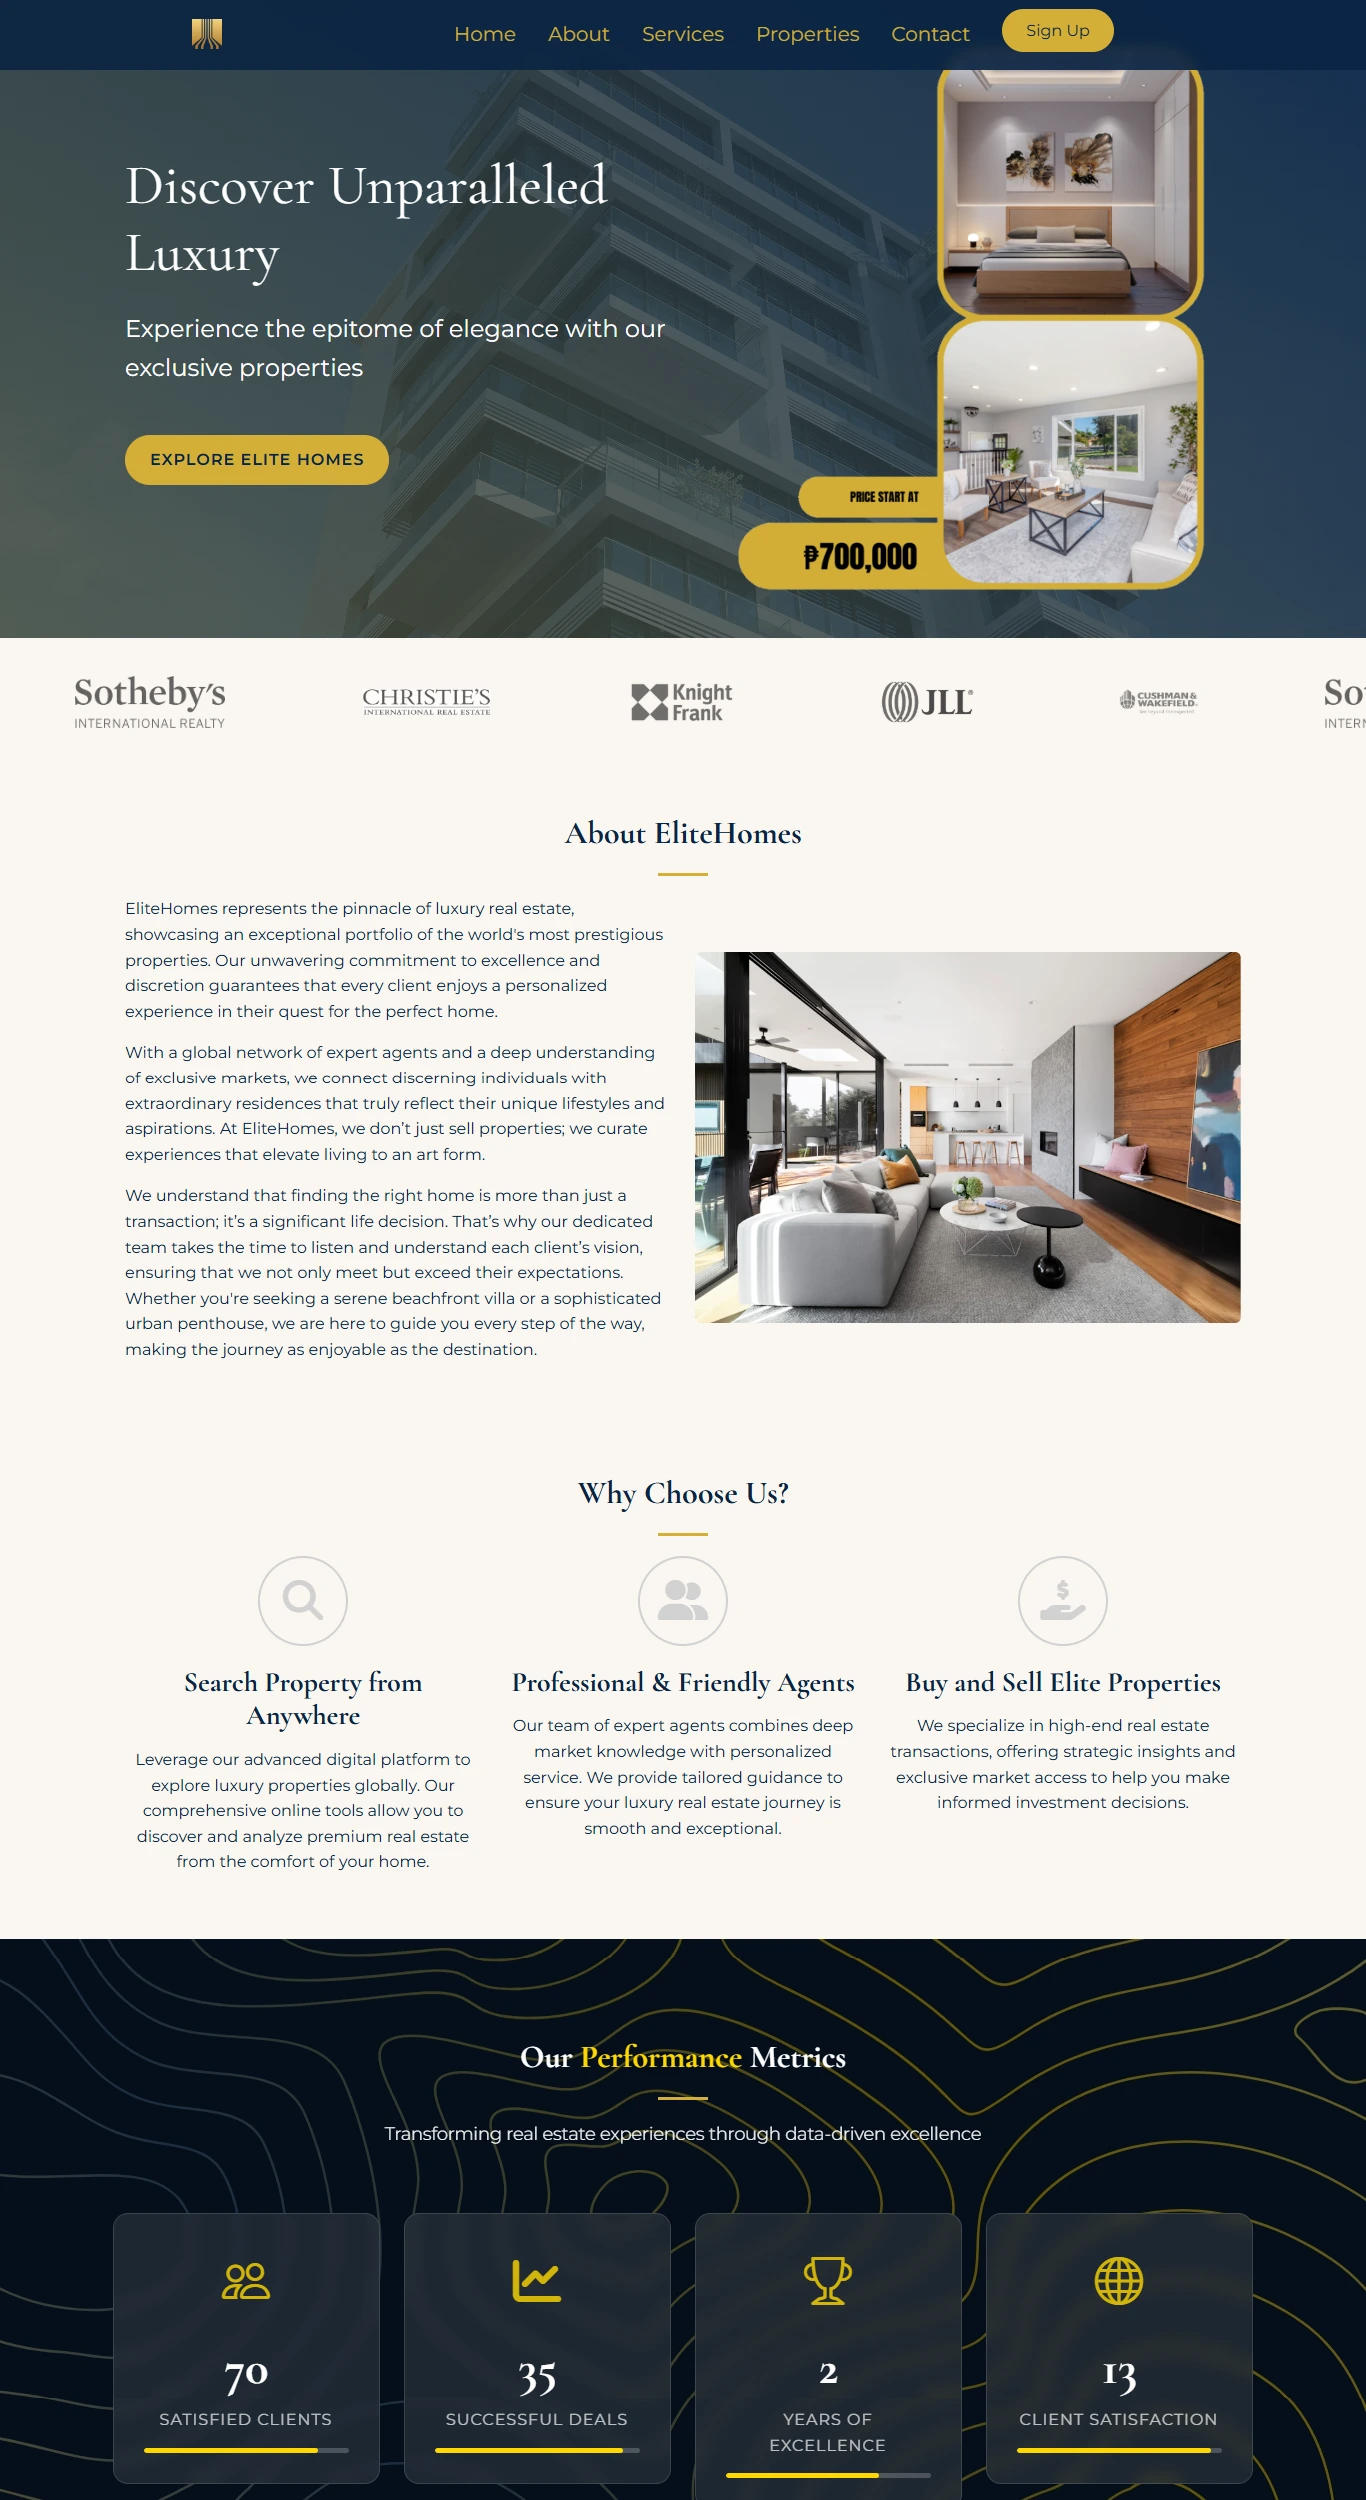 Home About Services Properties Contact Sign Up
Discover Unparalleled
Luxury
Experience the epitome of elegance with our
exclusive properties
EXPLORE ELITE HOMES
PRICE START AT
₱700,000
Sotheby's
INTERNATIONAL REALTY
CHRISTIE'S
INTERNATIONAL REAL ESTATE
Knight
Frank
JLL
CUSHMAN &
WAKEFIELD
So
INTER
About EliteHomes
EliteHomes represents the pinnacle of luxury real estate,
showcasing an exceptional portfolio of the world's most prestigious
properties. Our unwavering commitment to excellence and
discretion guarantees that every client enjoys a personalized
experience in their quest for the perfect home.
With a global network of expert agents and a deep understanding
of exclusive markets, we connect discerning individuals with
extraordinary residences that truly reflect their unique lifestyles and
aspirations. At EliteHomes, we don’t just sell properties; we curate
experiences that elevate living to an art form.
We understand that finding the right home is more than just a
transaction; it’s a significant life decision. That’s why our dedicated
team takes the time to listen and understand each client’s vision,
ensuring that we not only meet but exceed their expectations.
Whether you're seeking a serene beachfront villa or a sophisticated
urban penthouse, we are here to guide you every step of the way,
making the journey as enjoyable as the destination.
Why Choose Us?
Search Property from
Anywhere
Leverage our advanced digital platform to
explore luxury properties globally. Our
comprehensive online tools allow you to
discover and analyze premium real estate
from the comfort of your home.
Professional & Friendly Agents
Our team of expert agents combines deep
market knowledge with personalized
service. We provide tailored guidance to
ensure your luxury real estate journey is
smooth and exceptional.
Buy and Sell Elite Properties
We specialize in high-end real estate
transactions, offering strategic insights and
exclusive market access to help you make
informed investment decisions.
Our Performance Metrics
Transforming real estate experiences through data-driven excellence
70
SATISFIED CLIENTS
35
SUCCESSFUL DEALS
2
YEARS OF
EXCELLENCE
13
CLIENT SATISFACTION